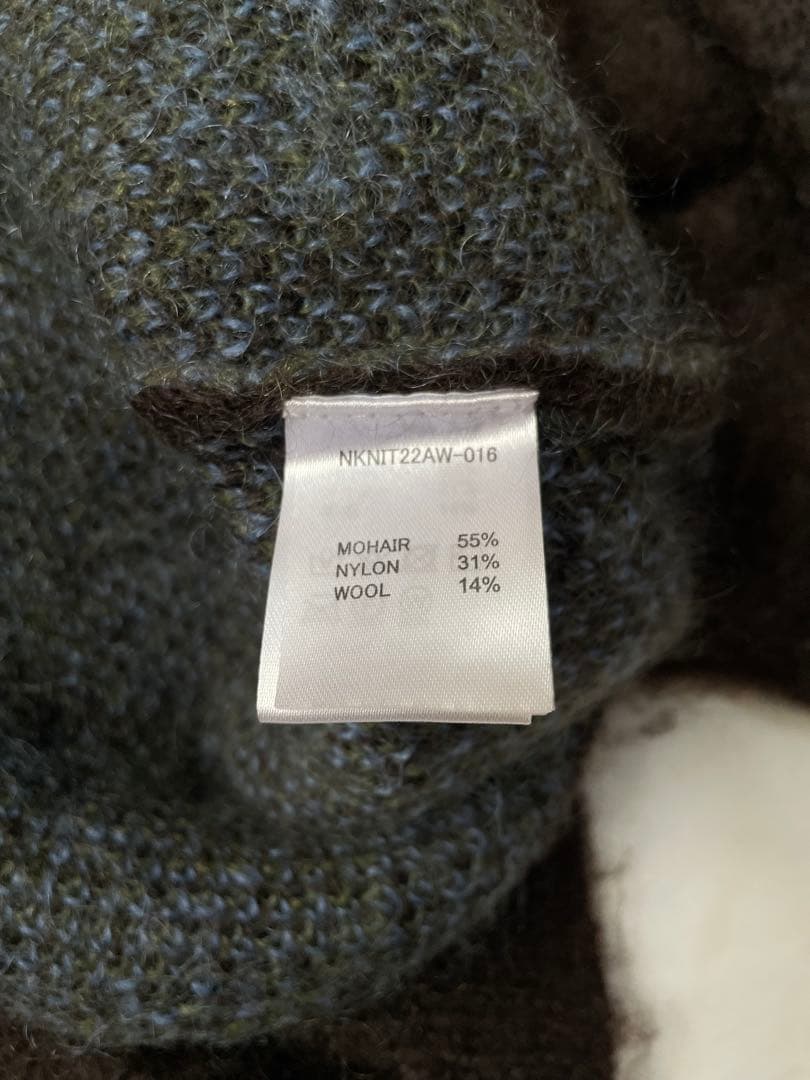 NKNIT22AW-016
MOHAIR 55%
NYLON 31%
WOOL 14%